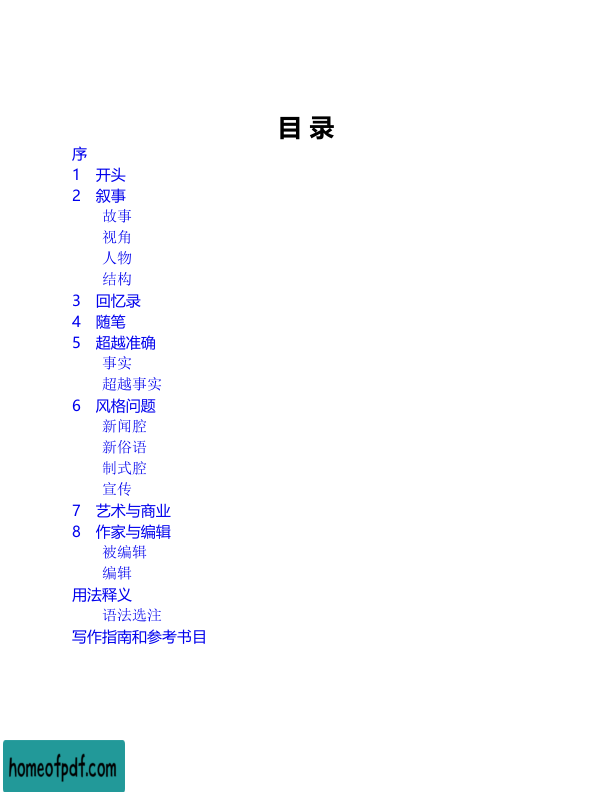 目录
序
1 开头
2 叙事
故事
视角
人物
结构
3 回忆录
4 随笔
5 超越准确
事实
超越事实
6 风格问题
新闻腔
新俗语
制式腔
宣传
7 艺术与商业
8 作家与编辑
被编辑
编辑
用法释义
语法选注
写作指南和参考书目
homeofpdf.com